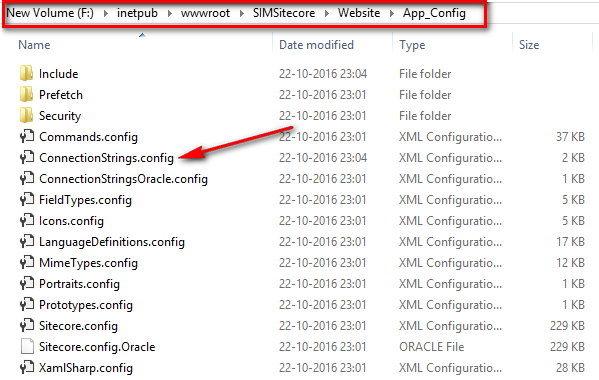 New Volume (F:) inetpub wwwroot SIMSitecore Website App_Config
Name Date modified Type Size
Include 22-10-2016 23:04 File folder
Prefetch 22-10-2016 23:01 File folder
Security 22-10-2016 23:01 File folder
Commands.config 22-10-2016 23:01 XML Configuratio... 37 KB
ConnectionStrings.config 22-10-2016 23:04 XML Configuratio... 2 KB
ConnectionStringsOracle.config 22-10-2016 23:01 XML Configuratio... 1 KB
FieldTypes.config 22-10-2016 23:01 XML Configuratio... 5 KB
Icons.config 22-10-2016 23:01 XML Configuratio... 5 KB
LanguageDefinitions.config 22-10-2016 23:01 XML Configuratio... 17 KB
MimeTypes.config 22-10-2016 23:01 XML Configuratio... 12 KB
Portraits.config 22-10-2016 23:01 XML Configuratio... 1 KB
Prototypes.config 22-10-2016 23:01 XML Configuratio... 1 KB
Sitecore.config 22-10-2016 23:01 XML Configuratio... 229 KB
Sitecore.config.Oracle 22-10-2016 23:01 ORACLE File 229 KB
XamlSharp.config 22-10-2016 23:01 XML Configuratio... 28 KB